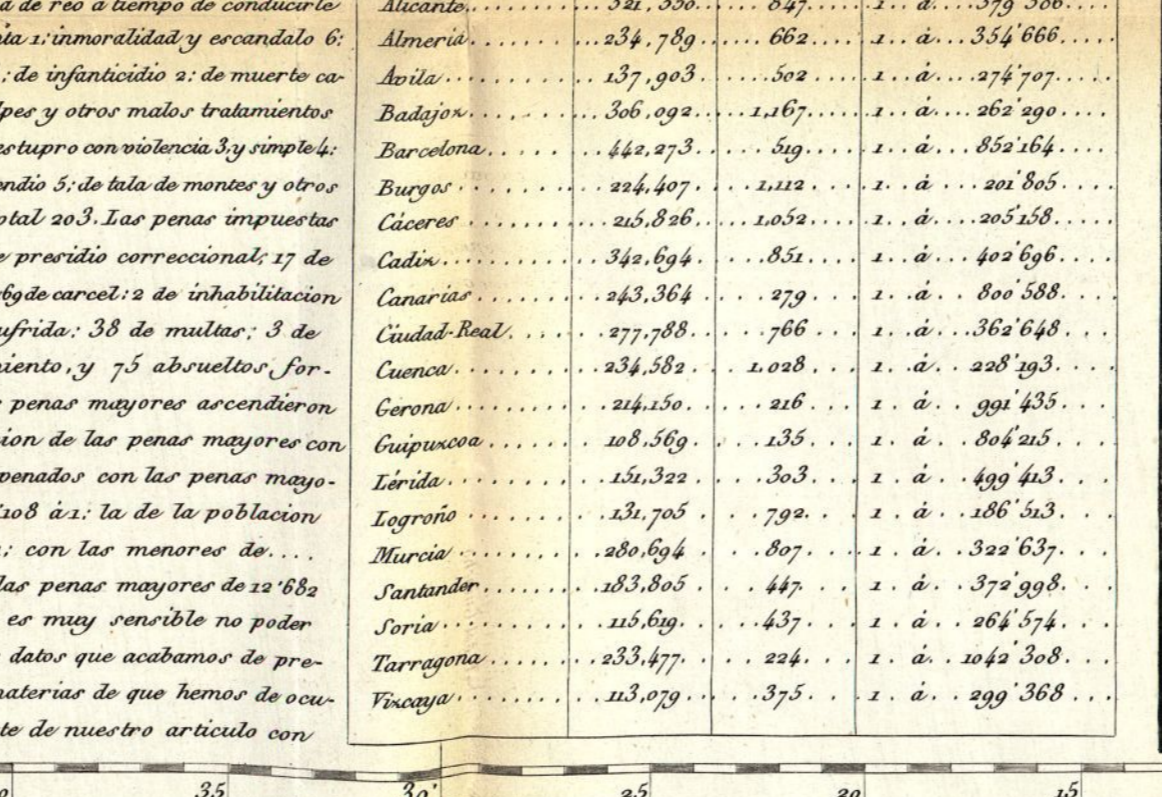 a de reo a tiempo de conducirle
ta 1: inmoralidad y escandalo 6:
: de infanticidio 2: de muerte ca-
pes y otros malos tratamientos
estupro con violencia 3. y simple 4:
endio 5: de tala de montes y otros
otal 203. Las penas impuestas
e presidio correccional; 17 de
69 de carcel: 2 de inhabilitacion
ufrida: 38 de multas; 3 de
iento, y 75 absueltos, for-
s penas mayores ascendieron
ion de las penas mayores con
penados con las penas mayo-
'108 á 1: la de la poblacion
: con las menores de....
las penas mayores de 12'682
es muy sensible no poder
datos que acabamos de pre-
aterias de que hemos de ocu-
te de nuestro articulo con
Alicante 321,350 847 1 á 379'386
Almeria 234,789 662 1 á 354'666
Avila 137,903 502 1 á 274'707
Badajoz 306,092 1,167 1 á 262'290
Barcelona 442,273 519 1 á 852'164
Burgos 224,407 1,112 1 á 201'805
Cáceres 215,826 1,052 1 á 205'158
Cadiz 342,694 851 1 á 402'696
Canarias 243,364 279 1 á 800'588
Ciudad-Real 277,788 766 1 á 362'648
Cuenca 234,582 1,028 1 á 228'193
Gerona 214,150 216 1 á 991'435
Guipuzcoa 108,569 135 1 á 804'215
Lérida 151,322 303 1 á 499'413
Logroño 131,705 792 1 á 186'513
Murcia 280,694 807 1 á 322'637
Santander 183,805 447 1 á 372'998
Soria 115,619 437 1 á 264'574
Tarragona 233,477 224 1 á 1042'308
Vizcaya 113,079 375 1 á 299'368
35 30' 25 20 15